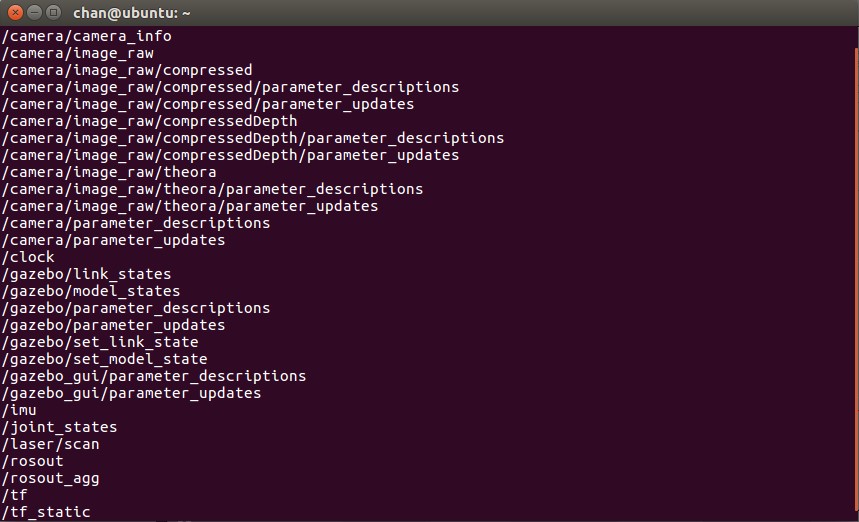 chan@ubuntu: ~
/camera/camera_info
/camera/image_raw
/camera/image_raw/compressed
/camera/image_raw/compressed/parameter_descriptions
/camera/image_raw/compressed/parameter_updates
/camera/image_raw/compressedDepth
/camera/image_raw/compressedDepth/parameter_descriptions
/camera/image_raw/compressedDepth/parameter_updates
/camera/image_raw/theora
/camera/image_raw/theora/parameter_descriptions
/camera/image_raw/theora/parameter_updates
/camera/parameter_descriptions
/camera/parameter_updates
/clock
/gazebo/link_states
/gazebo/model_states
/gazebo/parameter_descriptions
/gazebo/parameter_updates
/gazebo/set_link_state
/gazebo/set_model_state
/gazebo_gui/parameter_descriptions
/gazebo_gui/parameter_updates
/imu
/joint_states
/laser/scan
/rosout
/rosout_agg
/tf
/tf_static